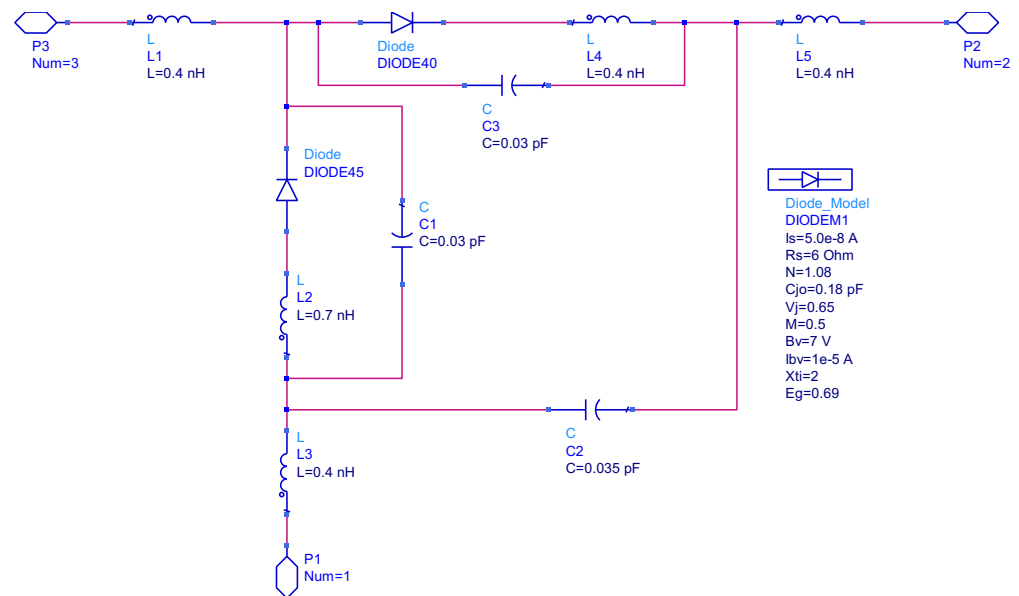 P3
Num=3
L
L1
L=0.4 nH
Diode
DIODE40
L
L4
L=0.4 nH
L
L5
L=0.4 nH
P2
Num=2
C
C3
C=0.03 pF
Diode
DIODE45
C
C1
C=0.03 pF
L
L2
L=0.7 nH
Diode_Model
DIODEM1
Is=5.0e-8 A
Rs=6 Ohm
N=1.08
Cjo=0.18 pF
Vj=0.65
M=0.5
Bv=7 V
Ibv=1e-5 A
Xti=2
Eg=0.69
L
L3
L=0.4 nH
C
C2
C=0.035 pF
P1
Num=1